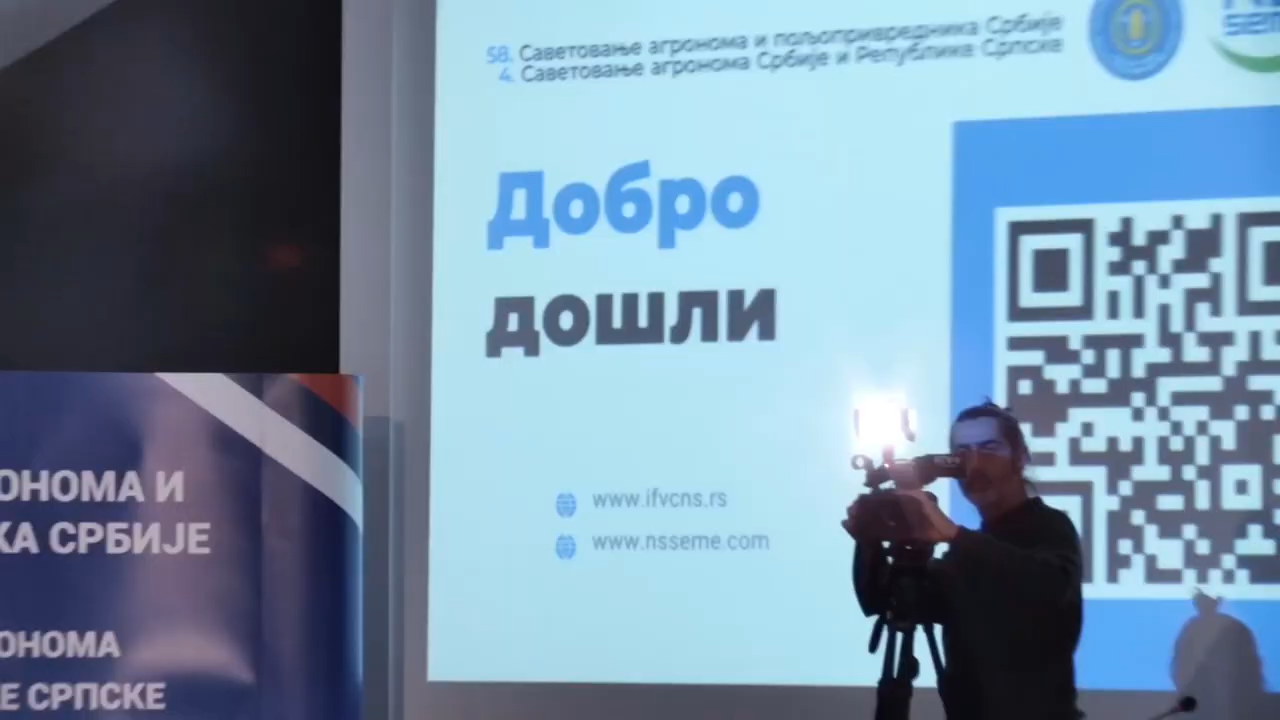 58. Саветовање агронома и пољопривредника Србије
4. Саветовање агронома Србије и Републике Српске
Добро
дошли
www.ifvcns.rs
www.nsseme.com
ОНОМА И
КА СРБИЈЕ
ОНОМА
Е СРПСКЕ